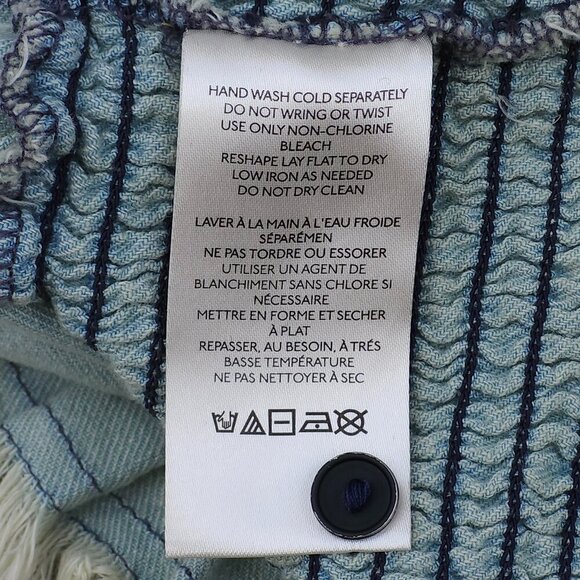 HAND WASH COLD SEPARATELY
DO NOT WRING OR TWIST
USE ONLY NON-CHLORINE
BLEACH
RESHAPE LAY FLAT TO DRY
LOW IRON AS NEEDED
DO NOT DRY CLEAN
LAVER À LA MAIN À L'EAU FROIDE
SÉPARÉMEN
NE PAS TORDRE OU ESSORER
UTILISER UN AGENT DE
BLANCHIMENT SANS CHLORE SI
NÉCESSAIRE
METTRE EN FORME ET SECHER
À PLAT
REPASSER, AU BESOIN, À TRÉS
BASSE TEMPÉRATURE
NE PAS NETTOYER À SEC